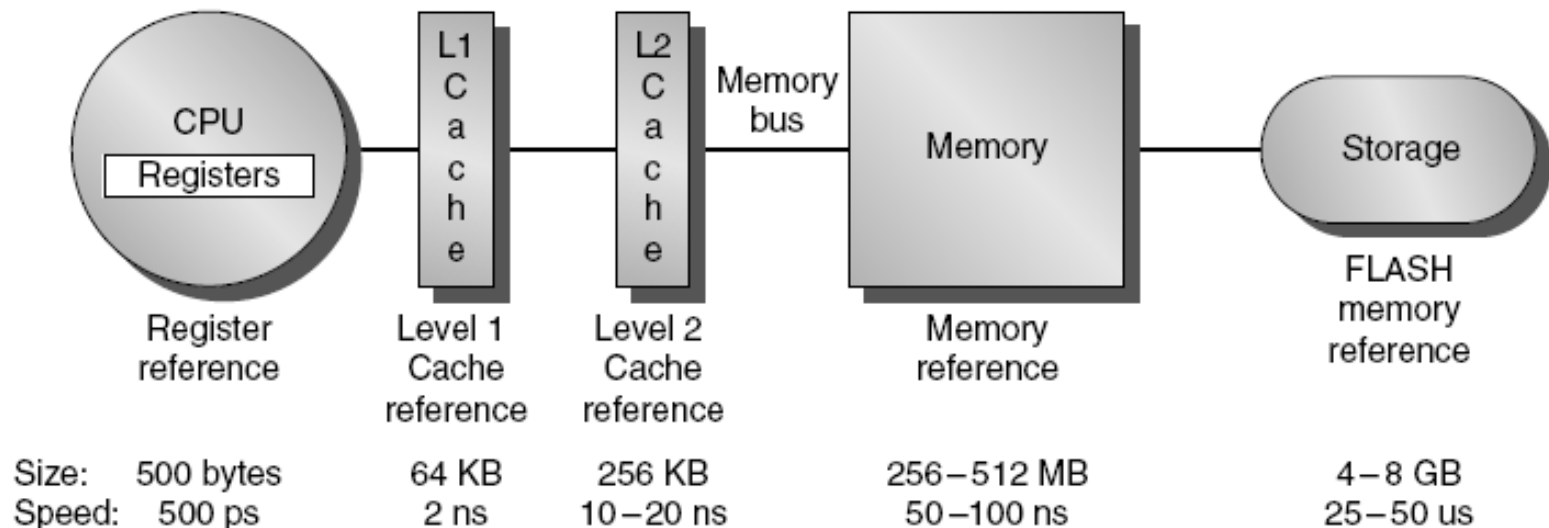 CPU
Registers
L1
C
a
c
h
e
L2
C
a
c
h
e
Memory
bus
Memory
Storage
Register
reference
Level 1
Cache
reference
Level 2
Cache
reference
Memory
reference
FLASH
memory
reference
Size: 500 bytes 64 KB 256 KB 256–512 MB 4–8 GB
Speed: 500 ps 2 ns 10–20 ns 50–100 ns 25–50 us